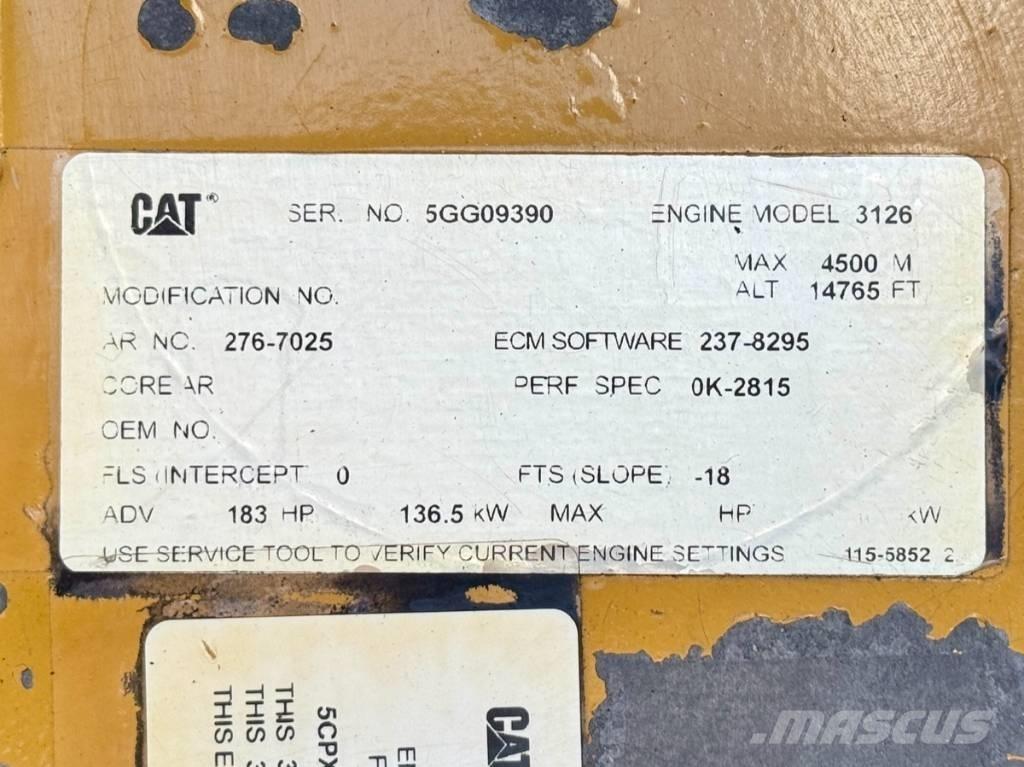 CAT® SER. NO. 5GG09390 ENGINE MODEL 3126
MAX 4500 M
MODIFICATION NO. ALT 14765 FT
AR NO. 276-7025 ECM SOFTWARE 237-8295
CORE AR PERF SPEC 0K-2815
OEM NO.
FLS (INTERCEPT) 0 FTS (SLOPE) -18
ADV 183 HP 136.5 kW MAX HP kW
USE SERVICE TOOL TO VERIFY CURRENT ENGINE SETTINGS 115-5852 2
CAT
5CPX
THIS 3
THIS 3
THIS E
MASCUS